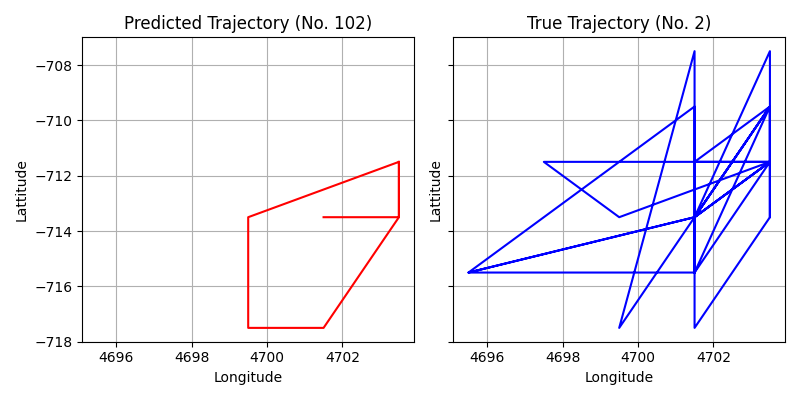 Predicted Trajectory (No. 102)
True Trajectory (No. 2)
−708
−710
−712
−714
−716
−718
Lattitude
Lattitude
4696
4698
4700
4702
4696
4698
4700
4702
Longitude
Longitude